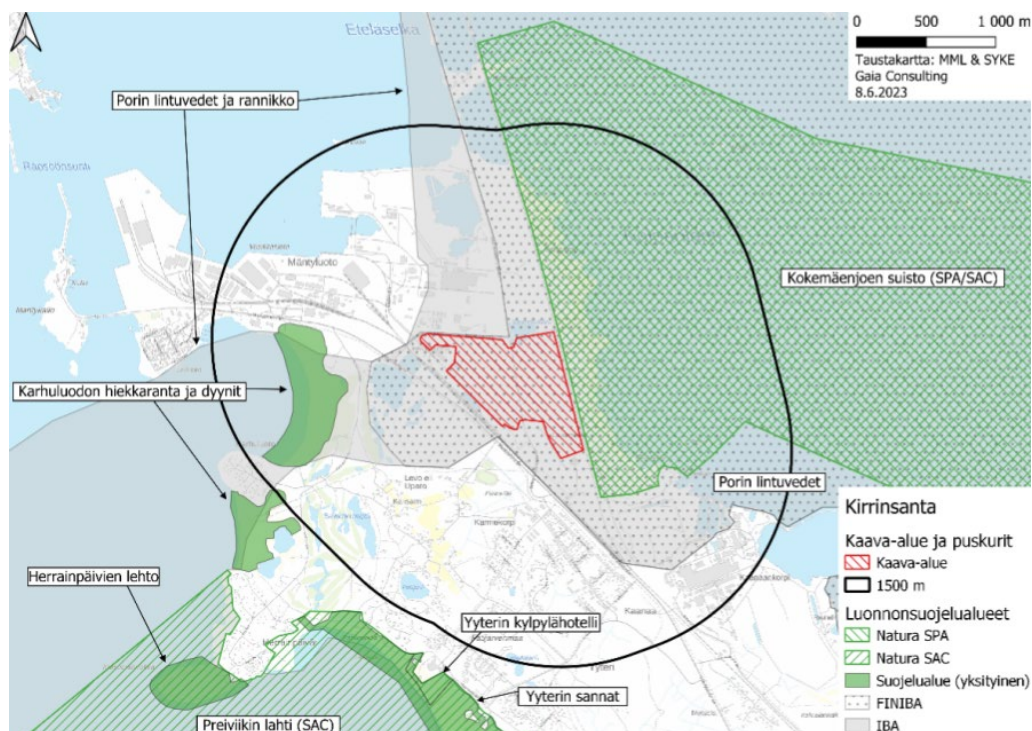 0 500 1 000 m
Taustakartta: MML & SYKE
Gaia Consulting
8.6.2023
Porin lintuvedet ja rannikko
Mäntyluoto
Kokemäenjoen suisto (SPA/SAC)
Karhuluodon hiekkaranta ja dyynit
Porin lintuvedet
Herrainpäivien lehto
Yyterin kylpylähotelli
Yyteri
Yyterin sannat
Preiviikin lahti (SAC)
Kirrinsanta
Kaava-alue ja puskurit
Kaava-alue
1500 m
Luonnonsuojelualueet
Natura SPA
Natura SAC
Suojelualue (yksityinen)
FINIBA
IBA